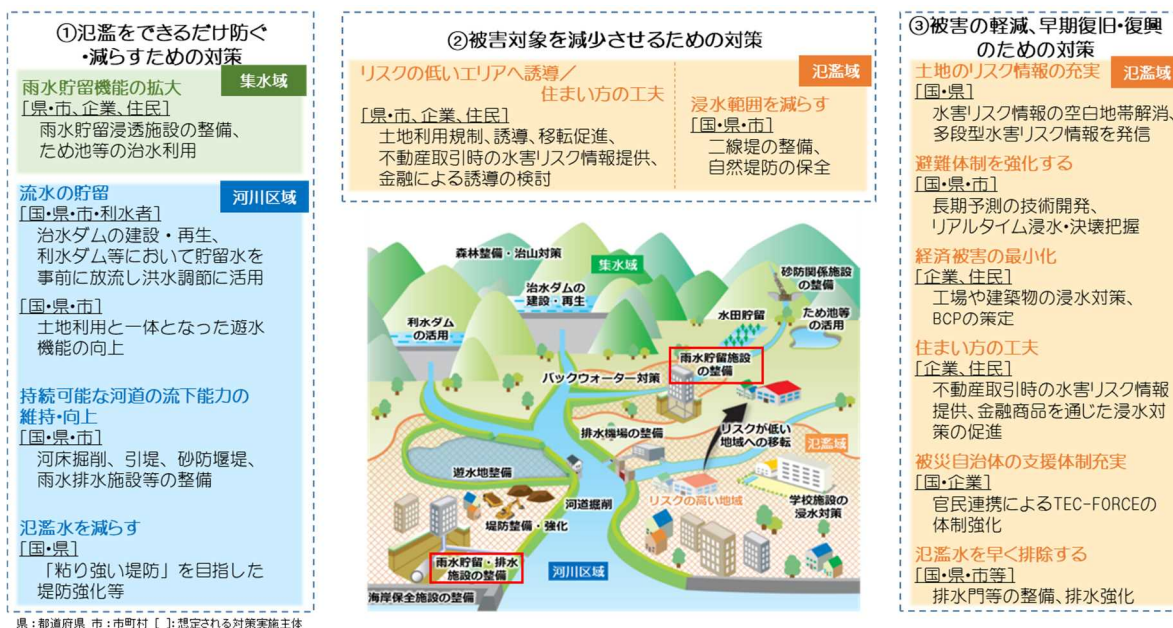 ①氾濫をできるだけ防ぐ
・減らすための対策
雨水貯留機能の拡大
集水域
[県・市、企業、住民]
雨水貯留浸透施設の整備、
ため池等の治水利用
流水の貯留
河川区域
[国・県・市・利水者]
治水ダムの建設・再生、
利水ダム等において貯留水を
事前に放流し洪水調節に活用
[国・県・市]
土地利用と一体となった遊水
機能の向上
持続可能な河道の流下能力の
維持・向上
[国・県・市]
河床掘削、引堤、砂防堰堤、
雨水排水施設等の整備
氾濫水を減らす
[国・県]
「粘り強い堤防」を目指した
堤防強化等
県：都道府県 市：市町村 [ ]：想定される対策実施主体
②被害対象を減少させるための対策
リスクの低いエリアへ誘導／
住まい方の工夫
[県・市、企業、住民]
土地利用規制、誘導、移転促進、
不動産取引時の水害リスク情報提供、
金融による誘導の検討
氾濫域
浸水範囲を減らす
[国・県・市]
二線堤の整備、
自然堤防の保全
森林整備・治山対策
集水域
治水ダムの
建設・再生
砂防関係施設
の整備
利水ダム
の活用
水田貯留
ため池等
の活用
雨水貯留施設
の整備
バックウォーター対策
排水機場の整備
リスクが低い
地域への移転
氾濫域
遊水地整備
リスクの高い地域
学校施設の
浸水対策
河道掘削
堤防整備・強化
雨水貯留・排水
施設の整備
河川区域
海岸保全施設の整備
③被害の軽減、早期復旧・復興
のための対策
土地のリスク情報の充実
氾濫域
[国・県]
水害リスク情報の空白地帯解消、
多段型水害リスク情報を発信
避難体制を強化する
[国・県・市]
長期予測の技術開発、
リアルタイム浸水・決壊把握
経済被害の最小化
[企業、住民]
工場や建築物の浸水対策、
BCPの策定
住まい方の工夫
[企業、住民]
不動産取引時の水害リスク情報
提供、金融商品を通じた浸水対
策の促進
被災自治体の支援体制充実
[国・企業]
官民連携によるTEC-FORCEの
体制強化
氾濫水を早く排除する
[国・県・市等]
排水門等の整備、排水強化